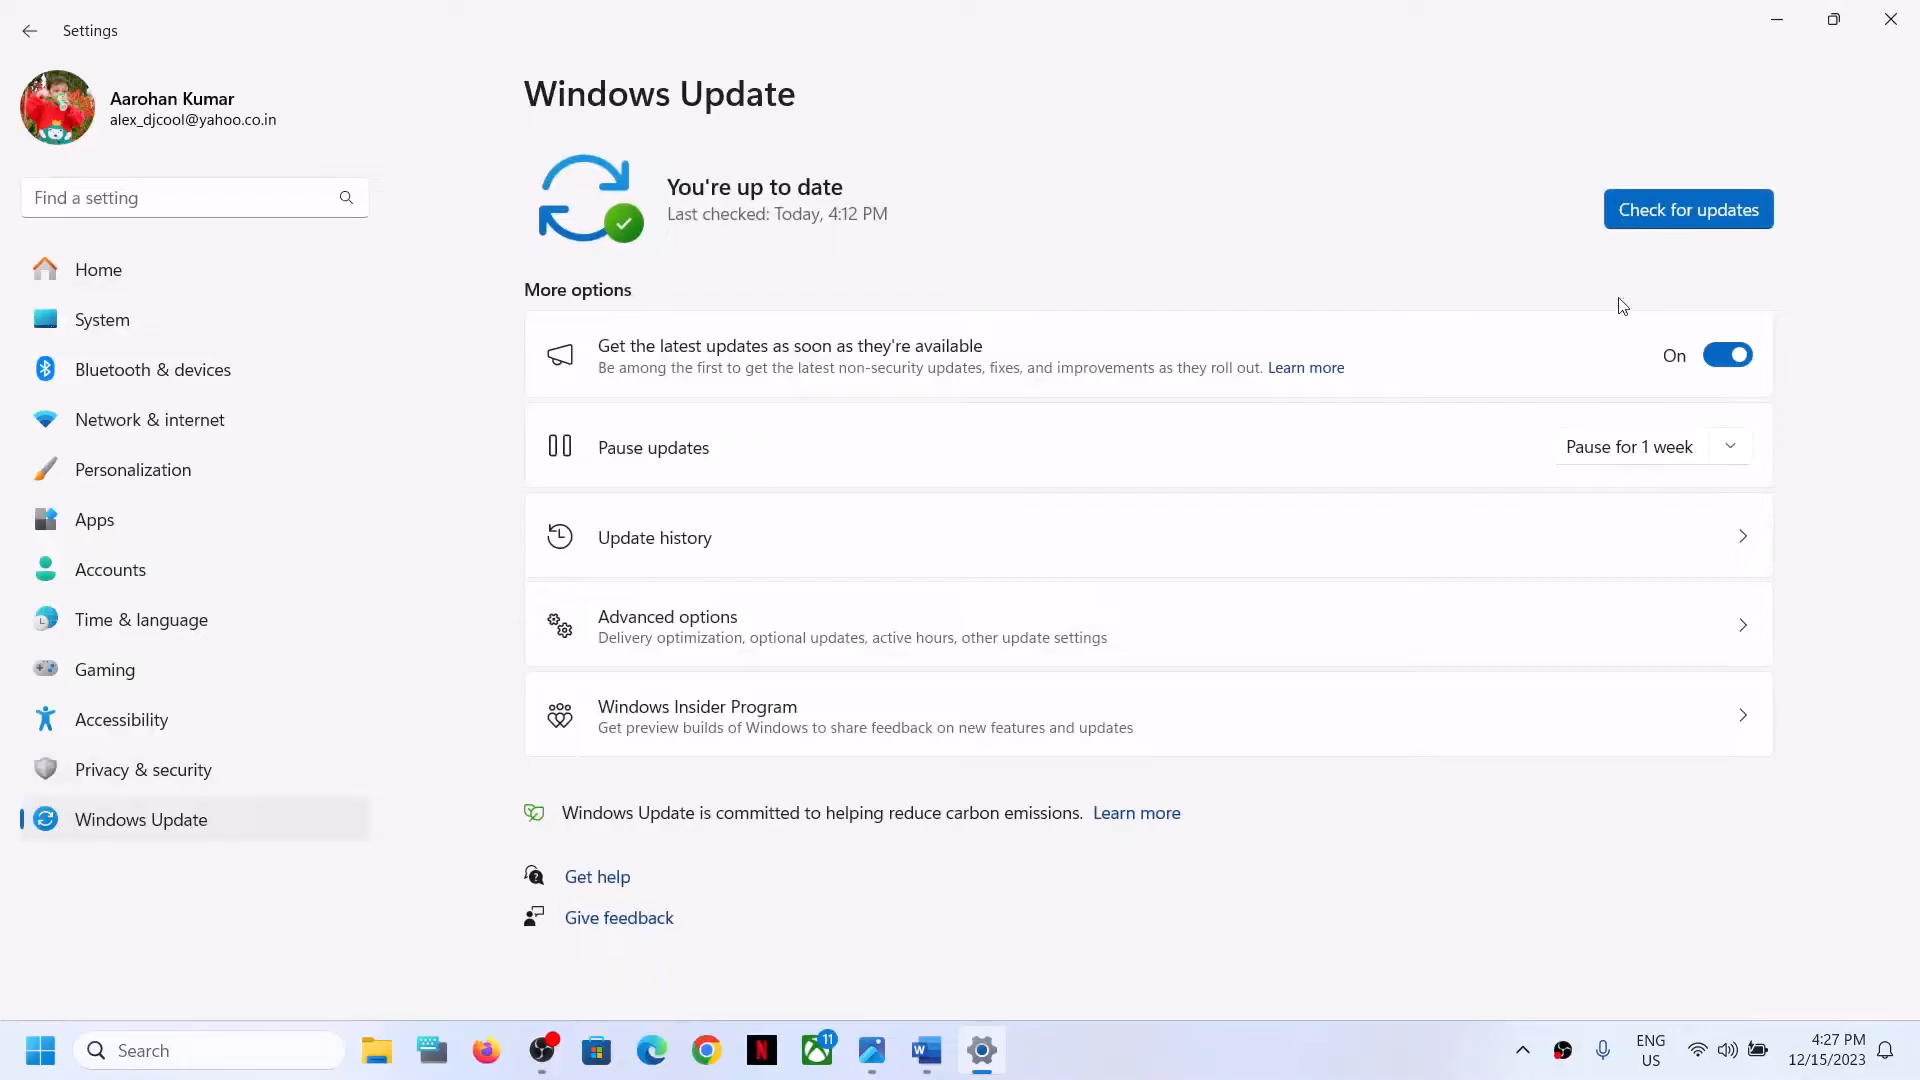 Settings
Aarohan Kumar
alex_djcool@yahoo.co.in
Find a setting
Home
System
Bluetooth & devices
Network & internet
Personalization
Apps
Accounts
Time & language
Gaming
Accessibility
Privacy & security
Windows Update
Windows Update
You're up to date
Last checked: Today, 4:12 PM
Check for updates
More options
Get the latest updates as soon as they're available
Be among the first to get the latest non-security updates, fixes, and improvements as they roll out. Learn more
On
Pause updates
Pause for 1 week
Update history
Advanced options
Delivery optimization, optional updates, active hours, other update settings
Windows Insider Program
Get preview builds of Windows to share feedback on new features and updates
Windows Update is committed to helping reduce carbon emissions. Learn more
Get help
Give feedback
Search
N
11
W
ENG
US
4:27 PM
12/15/2023